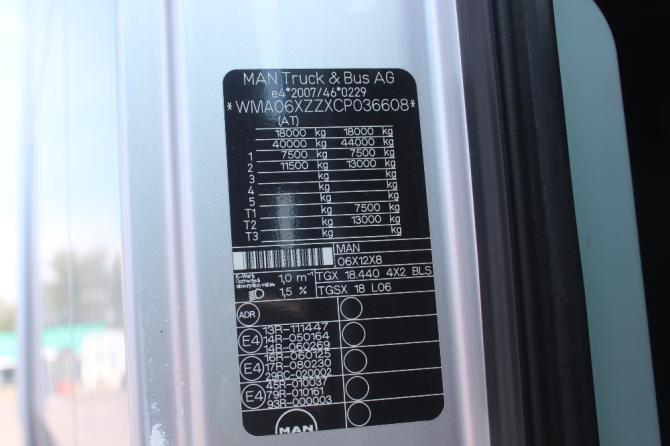 MAN Truck & Bus AG
e4*2007/46*0229
*WMA06XZZXCP036608*
(AT)
18000 kg 18000 kg
40000 kg 44000 kg
1 7500 kg 7500 kg
2 11500 kg 13000 kg
3 kg kg
4 kg kg
5 kg kg
T1 kg 7500 kg
T2 kg 13000 kg
T3 kg kg
MAN
06X12X8
1,0 m⁻¹ TGX 18.440 4X2 BLS
1,5 % TGSX 18 L06
ADR
E4 13R-111447
14R-050164
14R-060269
E4 16R-060125
17R-080230
29RC-020002
E4 45R-010037
79R-010161
93R-000003
MAN